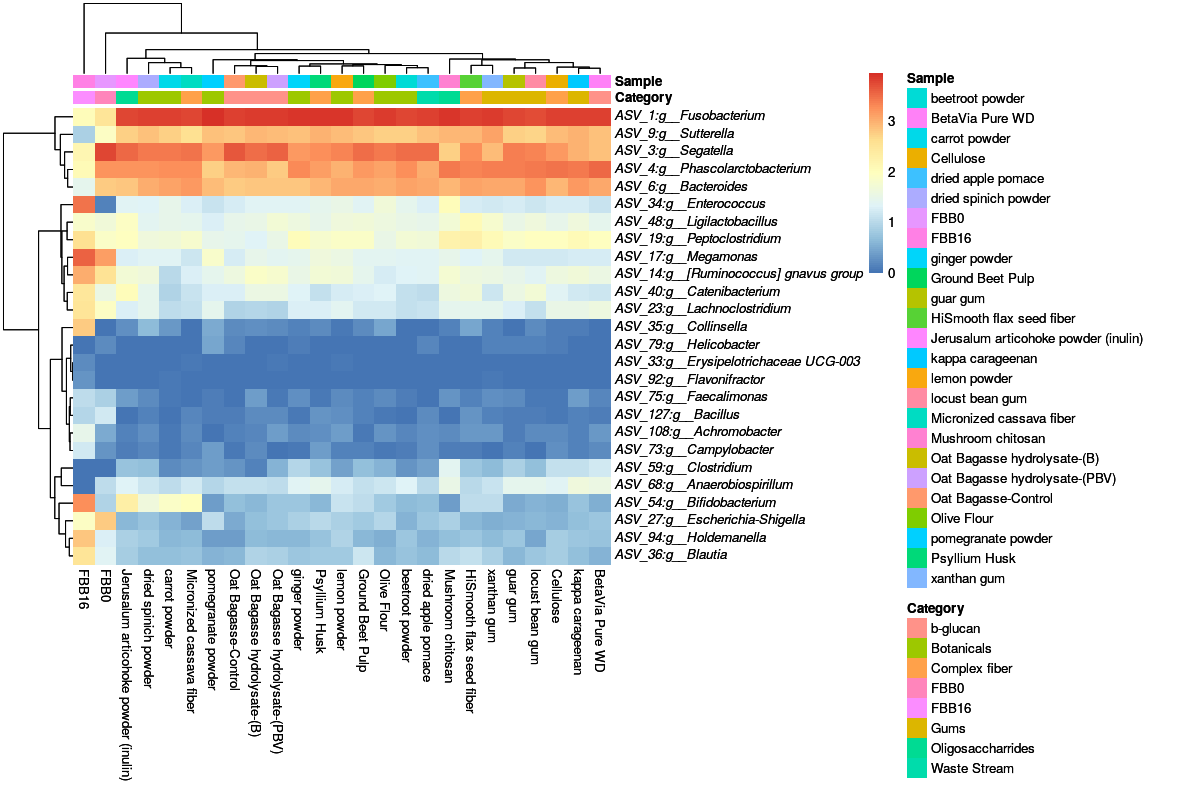 Sample
Category
ASV_1:g__Fusobacterium
ASV_9:g__Sutterella
ASV_3:g__Segatella
ASV_4:g__Phascolarctobacterium
ASV_6:g__Bacteroides
ASV_34:g__Enterococcus
ASV_48:g__Ligilactobacillus
ASV_19:g__Peptoclostridium
ASV_17:g__Megamonas
ASV_14:g__[Ruminococcus] gnavus group
ASV_40:g__Catenibacterium
ASV_23:g__Lachnoclostridium
ASV_35:g__Collinsella
ASV_79:g__Helicobacter
ASV_33:g__Erysipelotrichaceae UCG-003
ASV_92:g__Flavonifractor
ASV_75:g__Faecalimonas
ASV_127:g__Bacillus
ASV_108:g__Achromobacter
ASV_73:g__Campylobacter
ASV_59:g__Clostridium
ASV_68:g__Anaerobiospirillum
ASV_54:g__Bifidobacterium
ASV_27:g__Escherichia-Shigella
ASV_94:g__Holdemanella
ASV_36:g__Blautia
FBB16
FBB0
Jerusalum articohoke powder (inulin)
dried spinich powder
carrot powder
Micronized cassava fiber
pomegranate powder
Oat Bagasse-Control
Oat Bagasse hydrolysate-(B)
Oat Bagasse hydrolysate-(PBV)
ginger powder
Psyllium Husk
lemon powder
Ground Beet Pulp
Olive Flour
beetroot powder
dried apple pomace
Mushroom chitosan
HiSmooth flax seed fiber
xanthan gum
guar gum
locust bean gum
Cellulose
kappa carageenan
BetaVia Pure WD
3
2
1
0
Sample
beetroot powder
BetaVia Pure WD
carrot powder
Cellulose
dried apple pomace
dried spinich powder
FBB0
FBB16
ginger powder
Ground Beet Pulp
guar gum
HiSmooth flax seed fiber
Jerusalum articohoke powder (inulin)
kappa carageenan
lemon powder
locust bean gum
Micronized cassava fiber
Mushroom chitosan
Oat Bagasse hydrolysate-(B)
Oat Bagasse hydrolysate-(PBV)
Oat Bagasse-Control
Olive Flour
pomegranate powder
Psyllium Husk
xanthan gum
Category
b-glucan
Botanicals
Complex fiber
FBB0
FBB16
Gums
Oligosaccharrides
Waste Stream